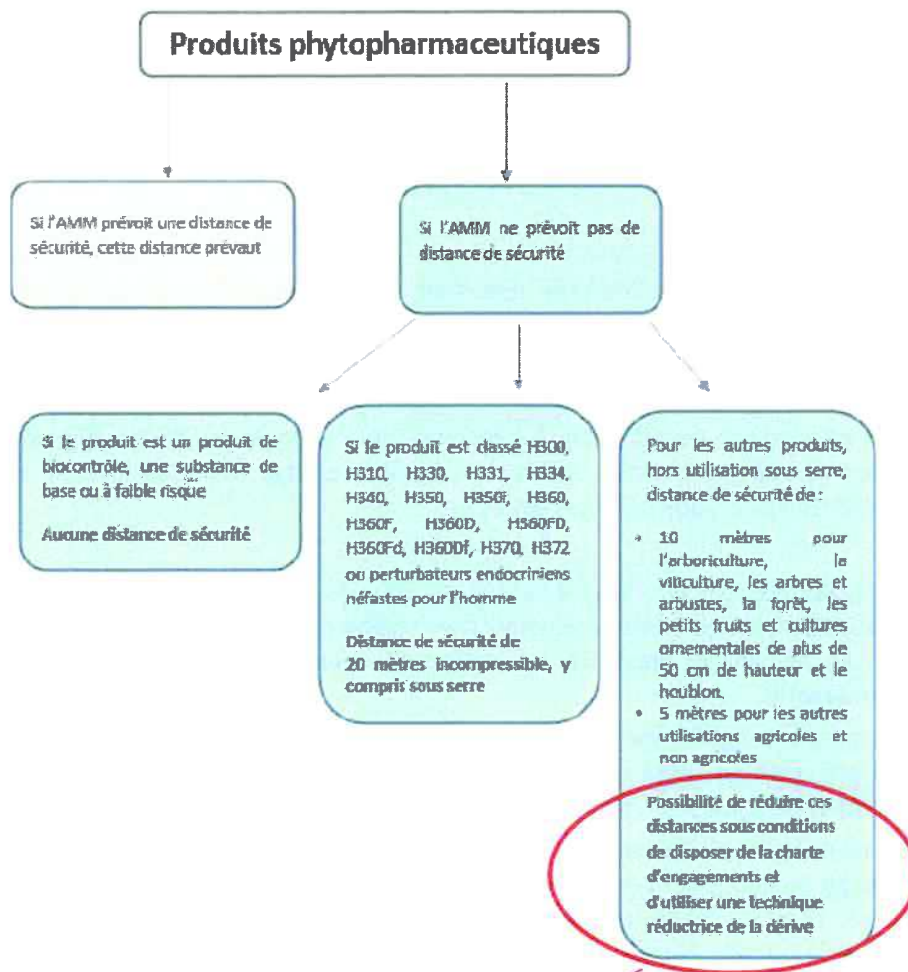 Produits phytopharmaceutiques
Si l'AMM prévoit une distance de
sécurité, cette distance prévaut
Si l'AMM ne prévoit pas de
distance de sécurité
Si le produit est un produit de
biocontrôle, une substance de
base ou à faible risque
Aucune distance de sécurité
Si le produit est classé H300,
H310, H330, H331, H334,
H340, H350, H350i, H360,
H360F, H360D, H360FD,
H360Fd, H360Df, H370, H372
ou perturbateurs endocriniens
néfastes pour l'homme
Distance de sécurité de
20 mètres incompressible, y
compris sous serre
Pour les autres produits,
hors utilisation sous serre,
distance de sécurité de :
• 10 mètres pour
l'arboriculture, la
viticulture, les arbres et
arbustes, la forêt, les
petits fruits et cultures
ornementales de plus de
50 cm de hauteur et le
houblon.
• 5 mètres pour les autres
utilisations agricoles et
non agricoles
Possibilité de réduire ces
distances sous conditions
de disposer de la charte
d'engagements et
d'utiliser une technique
réductrice de la dérive